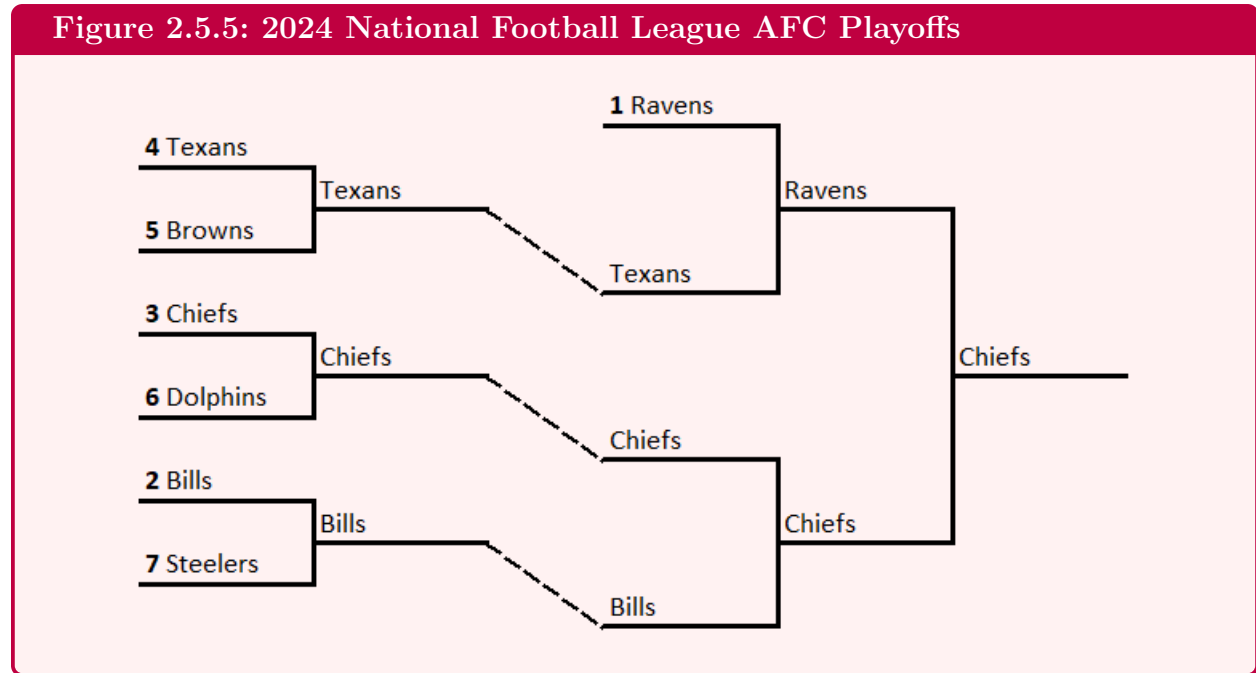 Figure 2.5.5: 2024 National Football League AFC Playoffs
4 Texans
5 Browns
Texans
3 Chiefs
6 Dolphins
Chiefs
2 Bills
7 Steelers
Bills
1 Ravens
Texans
Ravens
Chiefs
Bills
Chiefs
Chiefs